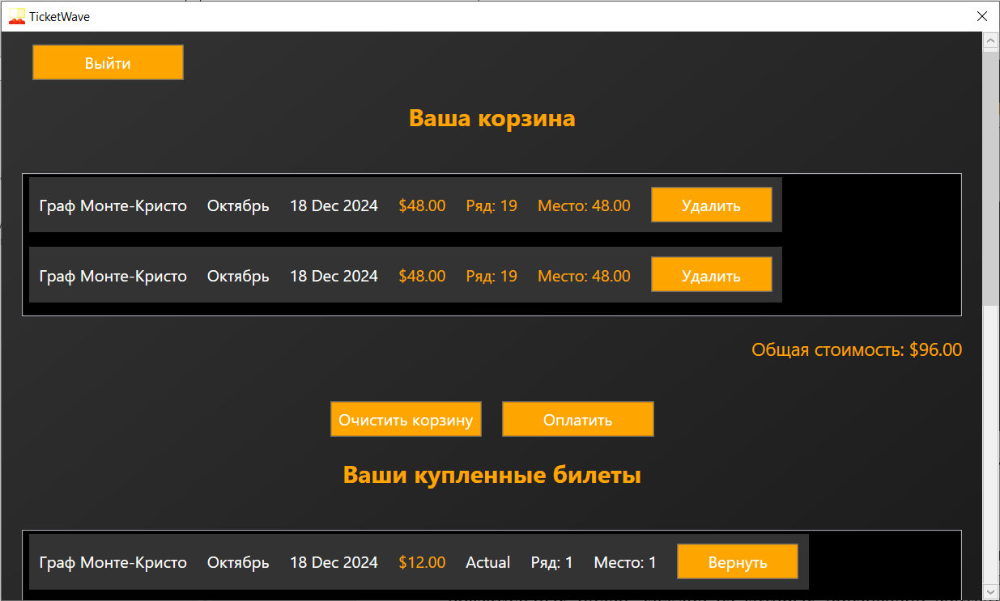 TicketWave
Выйти
Ваша корзина
Граф Монте-Кристо Октябрь 18 Dec 2024 $48.00 Ряд: 19 Место: 48.00 Удалить
Граф Монте-Кристо Октябрь 18 Dec 2024 $48.00 Ряд: 19 Место: 48.00 Удалить
Общая стоимость: $96.00
Очистить корзину Оплатить
Ваши купленные билеты
Граф Монте-Кристо Октябрь 18 Dec 2024 $12.00 Actual Ряд: 1 Место: 1 Вернуть